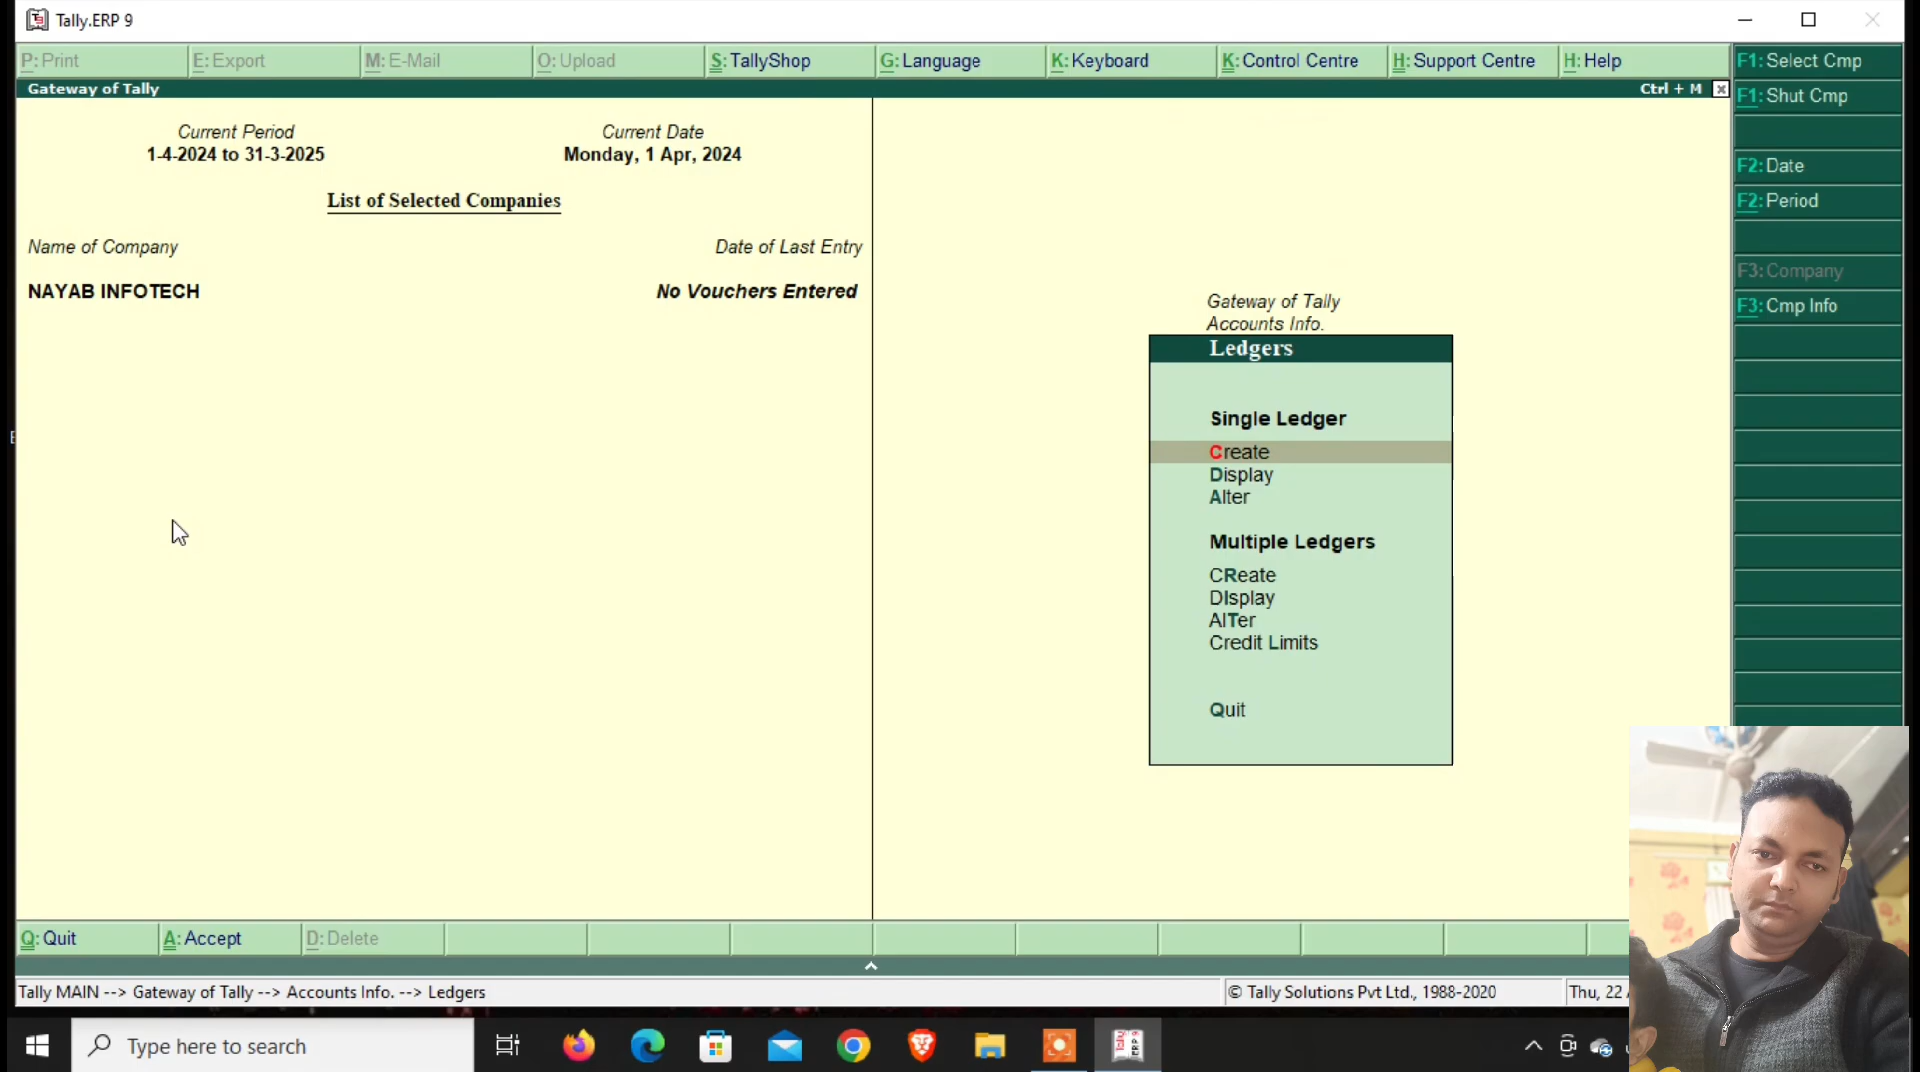 Tally.ERP 9
P: Print
E: Export
M: E-Mail
O: Upload
S: TallyShop
G: Language
K: Keyboard
K: Control Centre
H: Support Centre
H: Help
Gateway of Tally
Ctrl + M
F1: Select Cmp
F1: Shut Cmp
F2: Date
F2: Period
F3: Company
F3: Cmp Info
Current Period
1-4-2024 to 31-3-2025
Current Date
Monday, 1 Apr, 2024
List of Selected Companies
Name of Company
Date of Last Entry
NAYAB INFOTECH
No Vouchers Entered
Gateway of Tally
Accounts Info.
Ledgers
Single Ledger
Create
Display
Alter
Multiple Ledgers
CReate
DIsplay
AlTer
Credit Limits
Quit
Q: Quit
A: Accept
D: Delete
Tally MAIN --> Gateway of Tally --> Accounts Info. --> Ledgers
© Tally Solutions Pvt Ltd., 1988-2020
Thu, 22
Type here to search